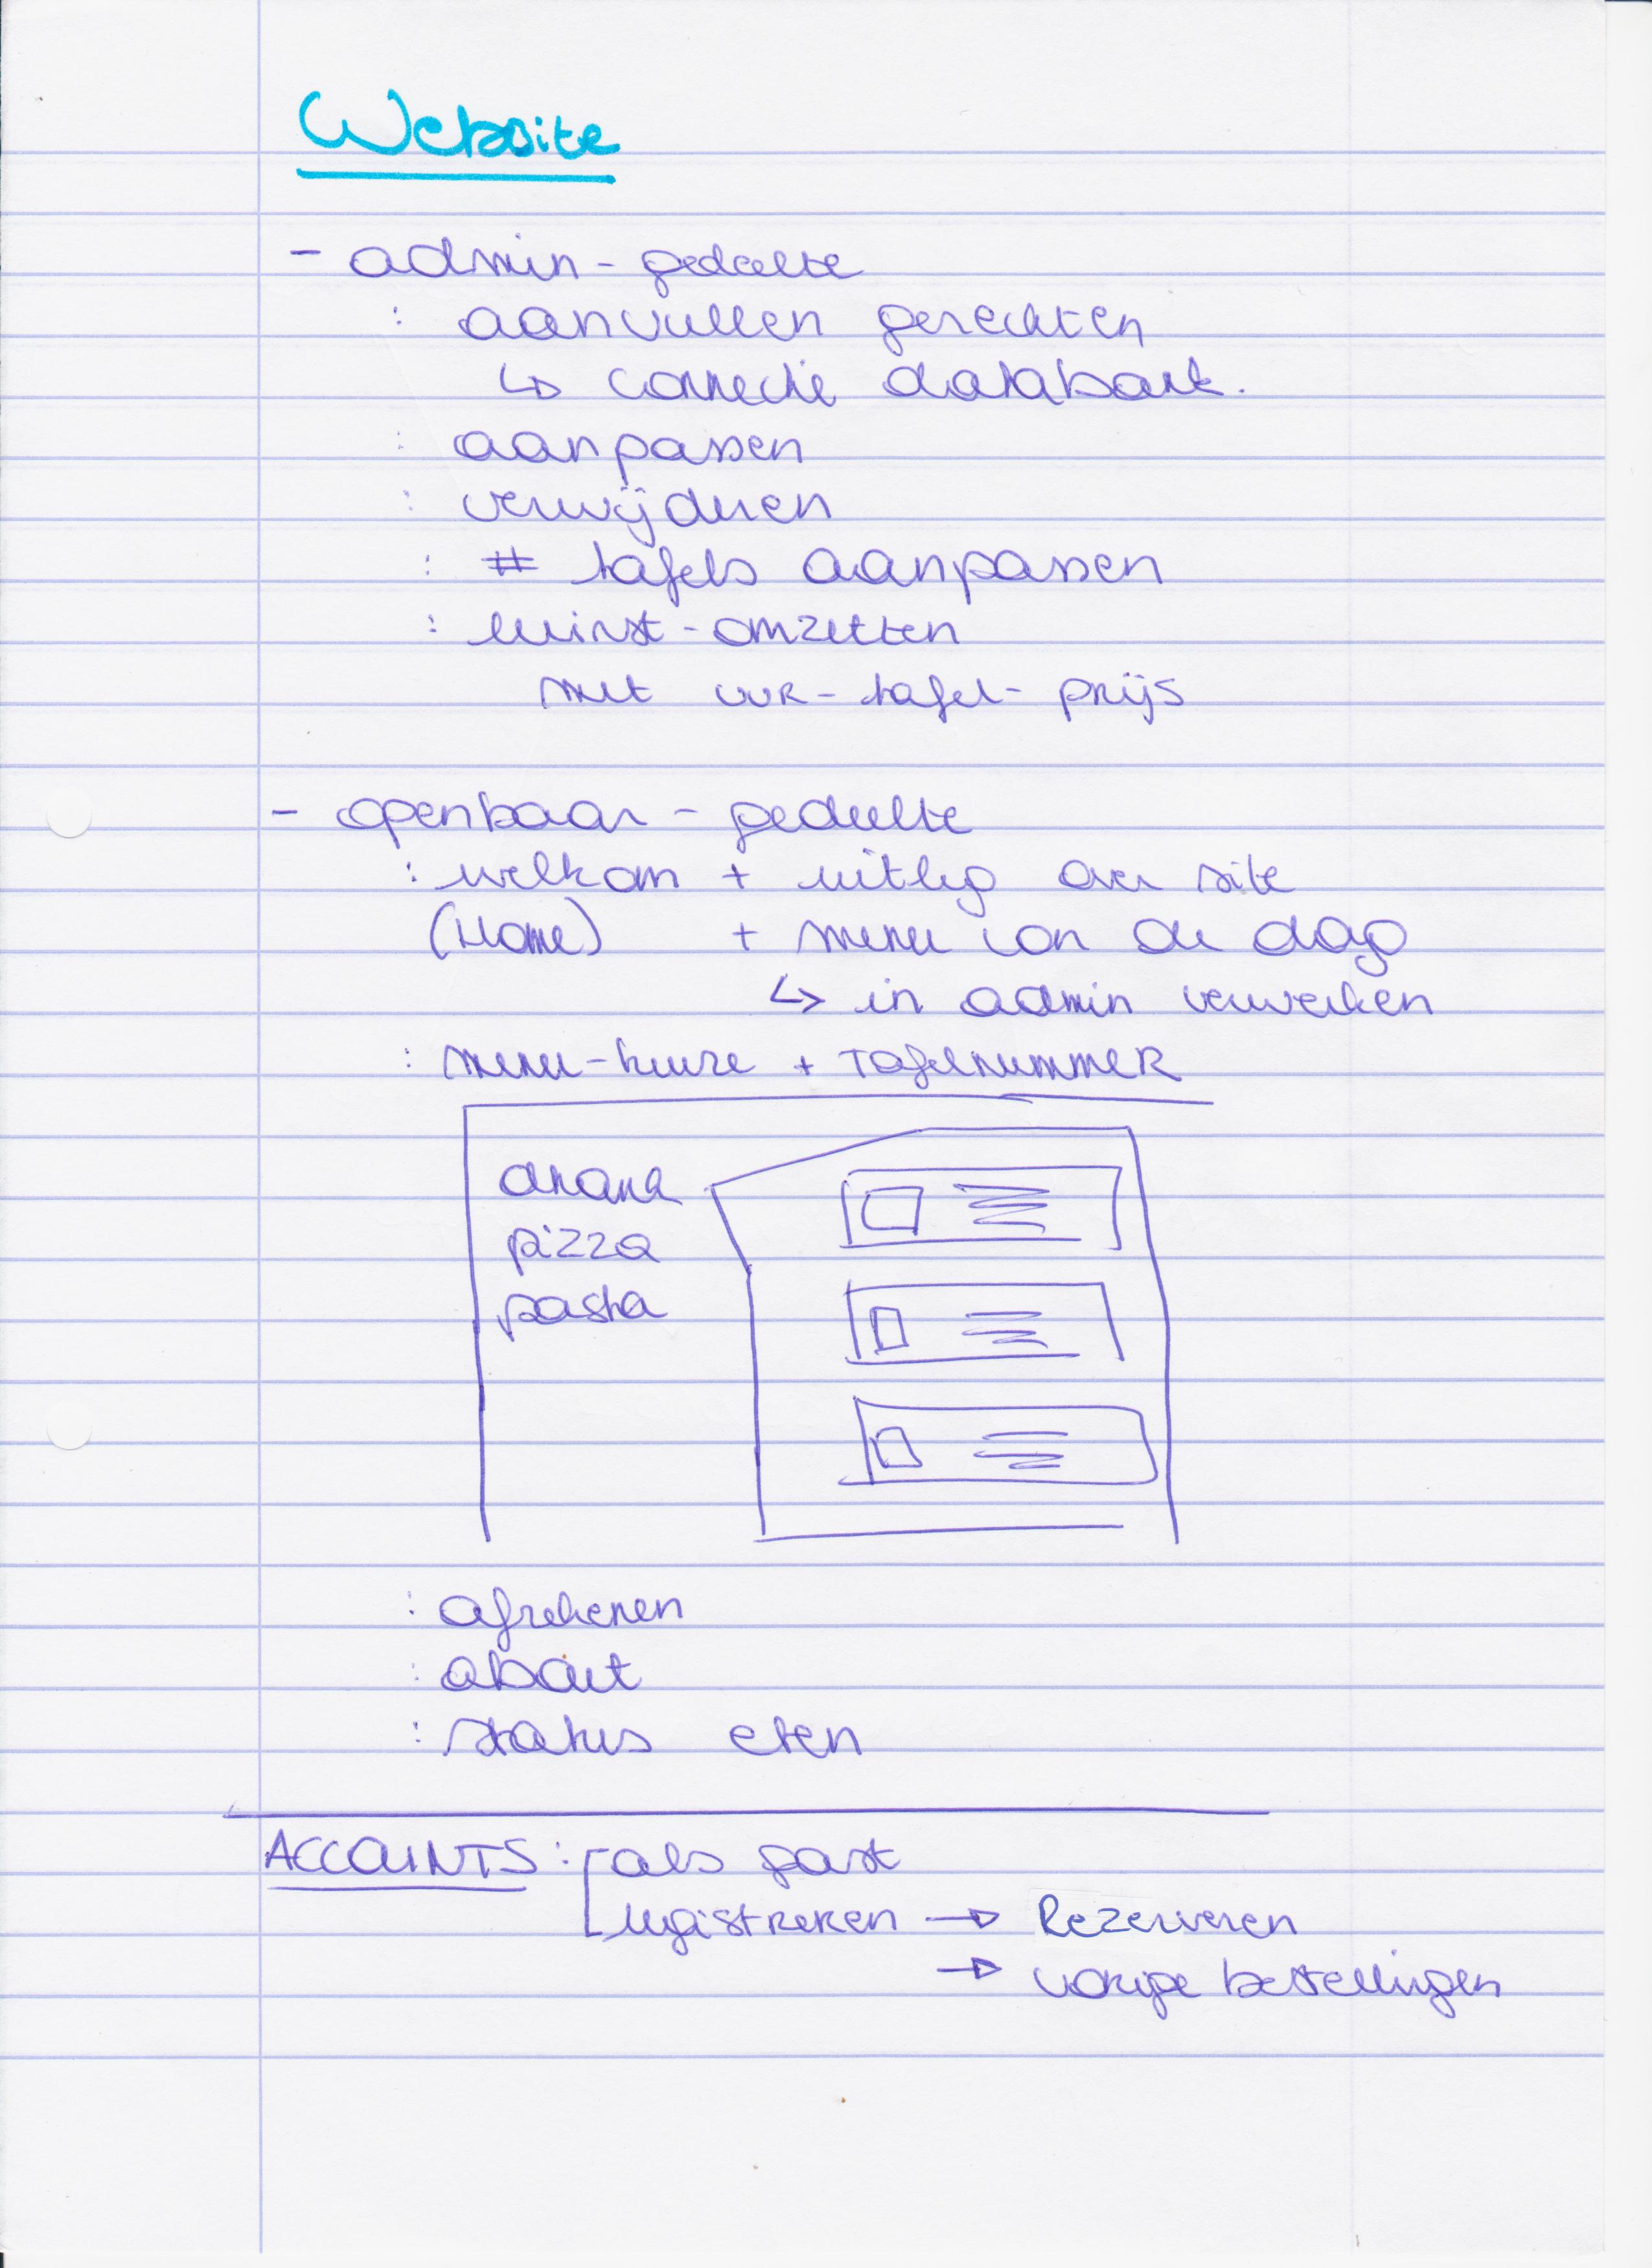 Website
- admin - gedeelte
: aanvullen gerechten
↳ connectie databank.
: aanpassen
: verwijderen
: # tafels aanpassen
: winst - omzetten
met uur - tafel - prijs
- openbaar - gedeelte
: welkom + uitleg over site
(Home) + menu van de dag
↳ in admin verwerken
: menu - keuze + Tafelnummer
drank
pizza
pasta
: afrekenen
: about
: status eten
ACCOUNTS : als gast
registreren → Rezerveren
→ vorige bestellingen